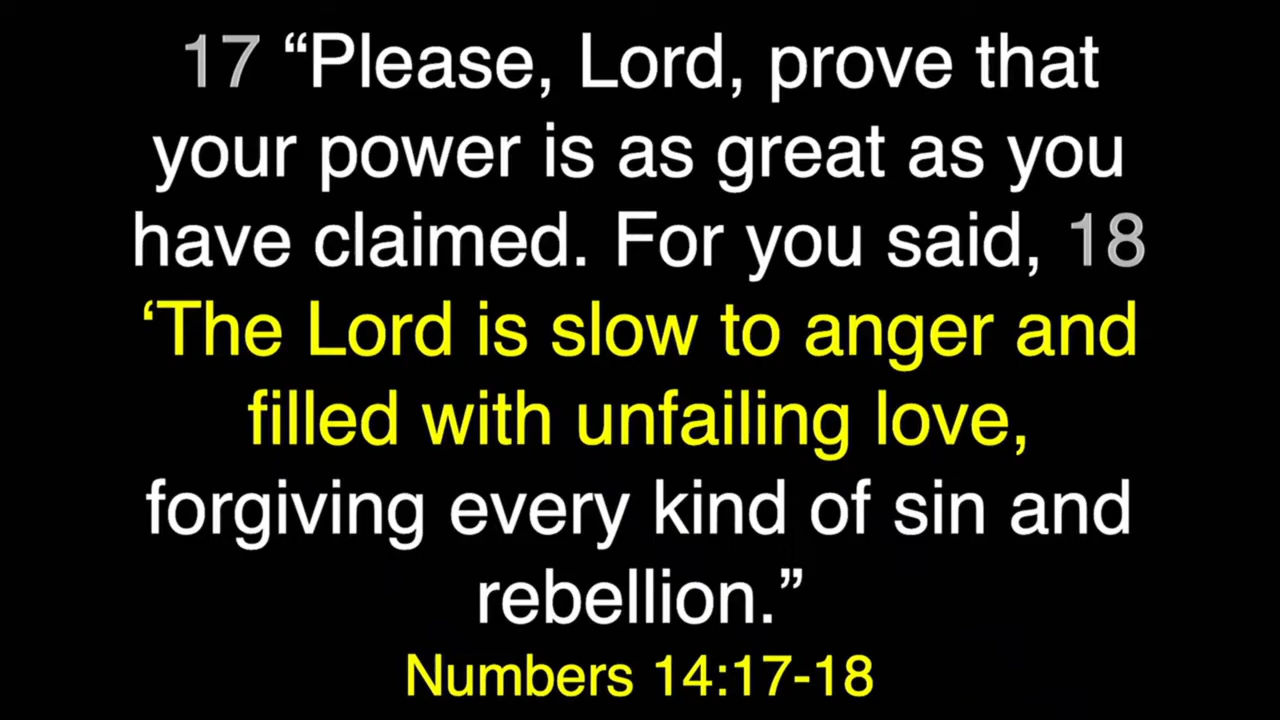 17 “Please, Lord, prove that
your power is as great as you
have claimed. For you said, 18
‘The Lord is slow to anger and
filled with unfailing love,
forgiving every kind of sin and
rebellion.”
Numbers 14:17-18